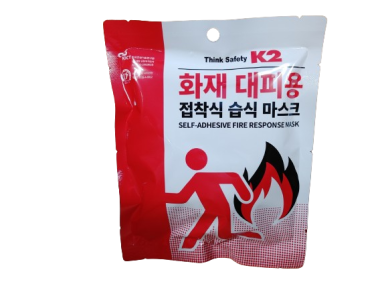 Think Safety K2
화재 대피용
접착식 습식 마스크
SELF-ADHESIVE FIRE RESPONSE MASK